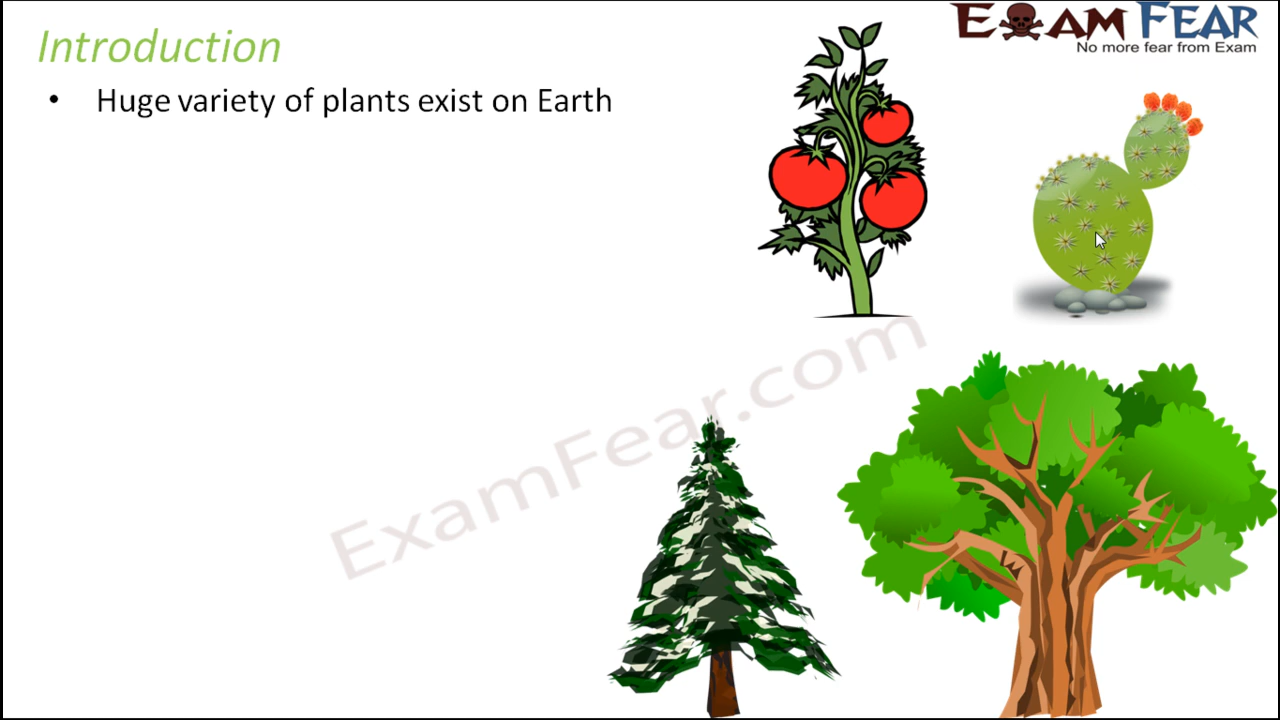 Introduction
EXAM FEAR
No more fear from Exam
• Huge variety of plants exist on Earth
ExamFear.com